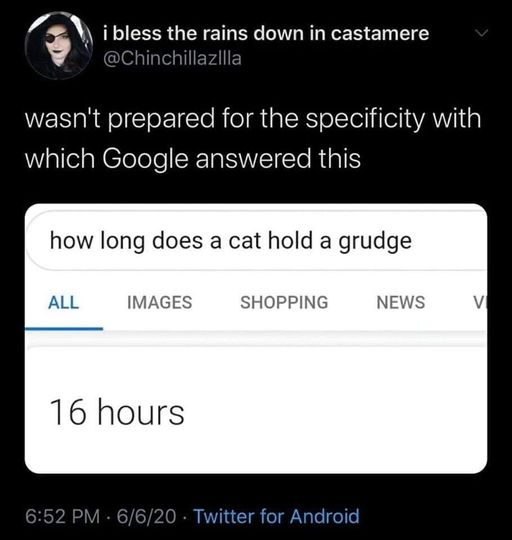 i bless the rains down in castamere
@Chinchillazllla
wasn't prepared for the specificity with
which Google answered this
how long does a cat hold a grudge
ALL IMAGES SHOPPING NEWS VI
16 hours
6:52 PM · 6/6/20 · Twitter for Android